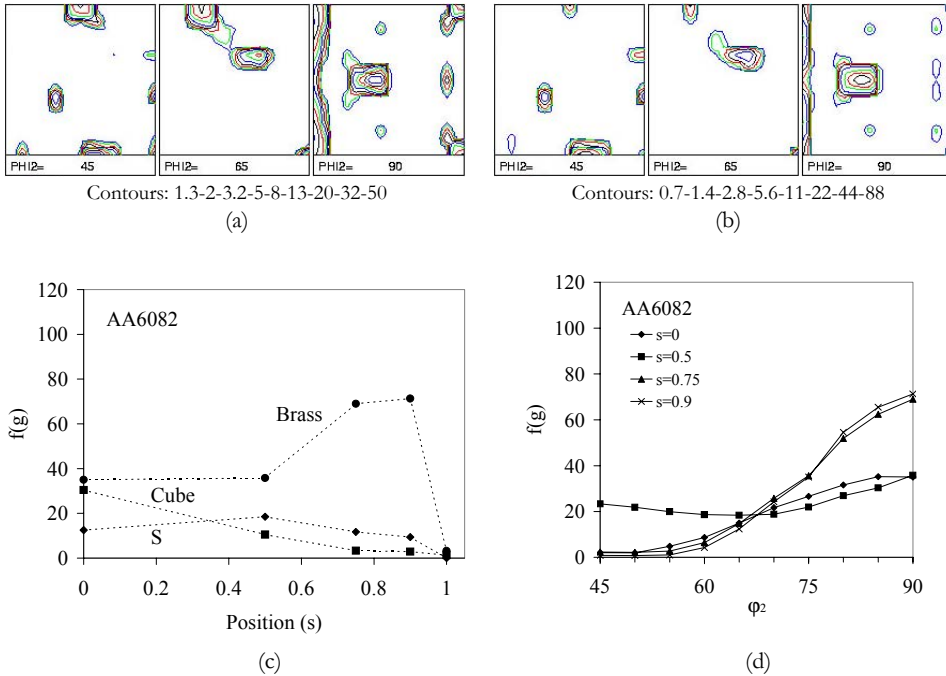 PHI2= 45 PHI2= 65 PHI2= 90
Contours: 1.3-2-3.2-5-8-13-20-32-50
(a)
PHI2= 45 PHI2= 65 PHI2= 90
Contours: 0.7-1.4-2.8-5.6-11-22-44-88
(b)
120
100
80
60
40
20
0
f(g)
AA6082
Brass
Cube
S
0 0.2 0.4 0.6 0.8 1
Position (s)
(c)
120
100
80
60
40
20
0
f(g)
AA6082
s=0
s=0.5
s=0.75
s=0.9
45 60 75 90
φ2
(d)